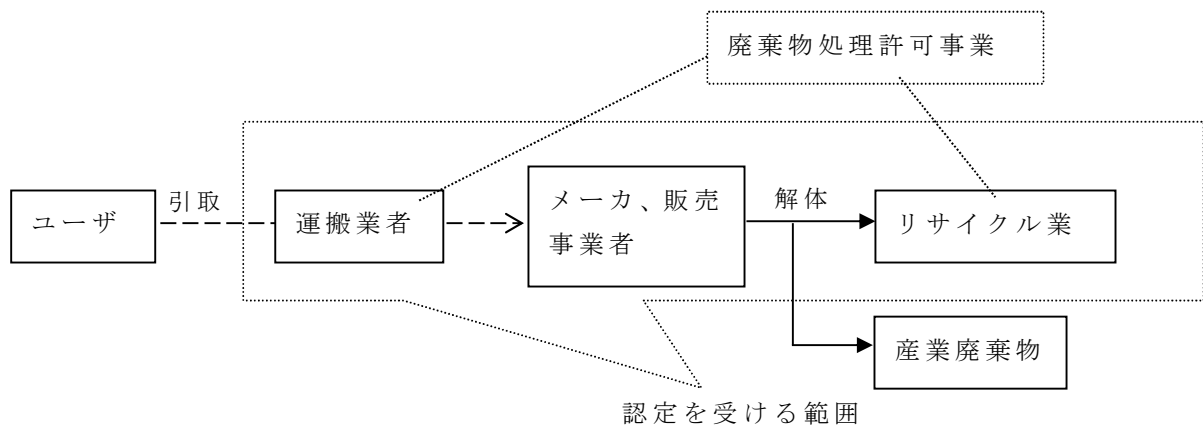 廃棄物処理許可事業
ユーザ
引取
運搬業者
メーカ、販売
事業者
解体
リサイクル業
産業廃棄物
認定を受ける範囲